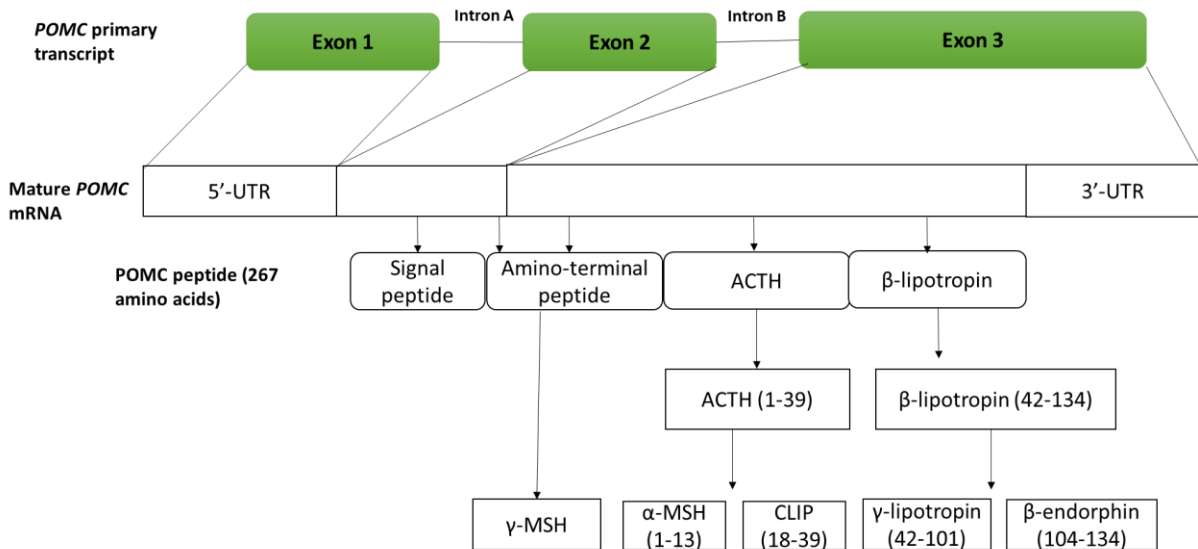 POMC primary
transcript
Exon 1
Intron A
Exon 2
Intron B
Exon 3
Mature POMC
mRNA
5’-UTR
3’-UTR
POMC peptide (267
amino acids)
Signal
peptide
Amino-terminal
peptide
ACTH
β-lipotropin
ACTH (1-39)
β-lipotropin (42-134)
γ-MSH
α-MSH
(1-13)
CLIP
(18-39)
γ-lipotropin
(42-101)
β-endorphin
(104-134)